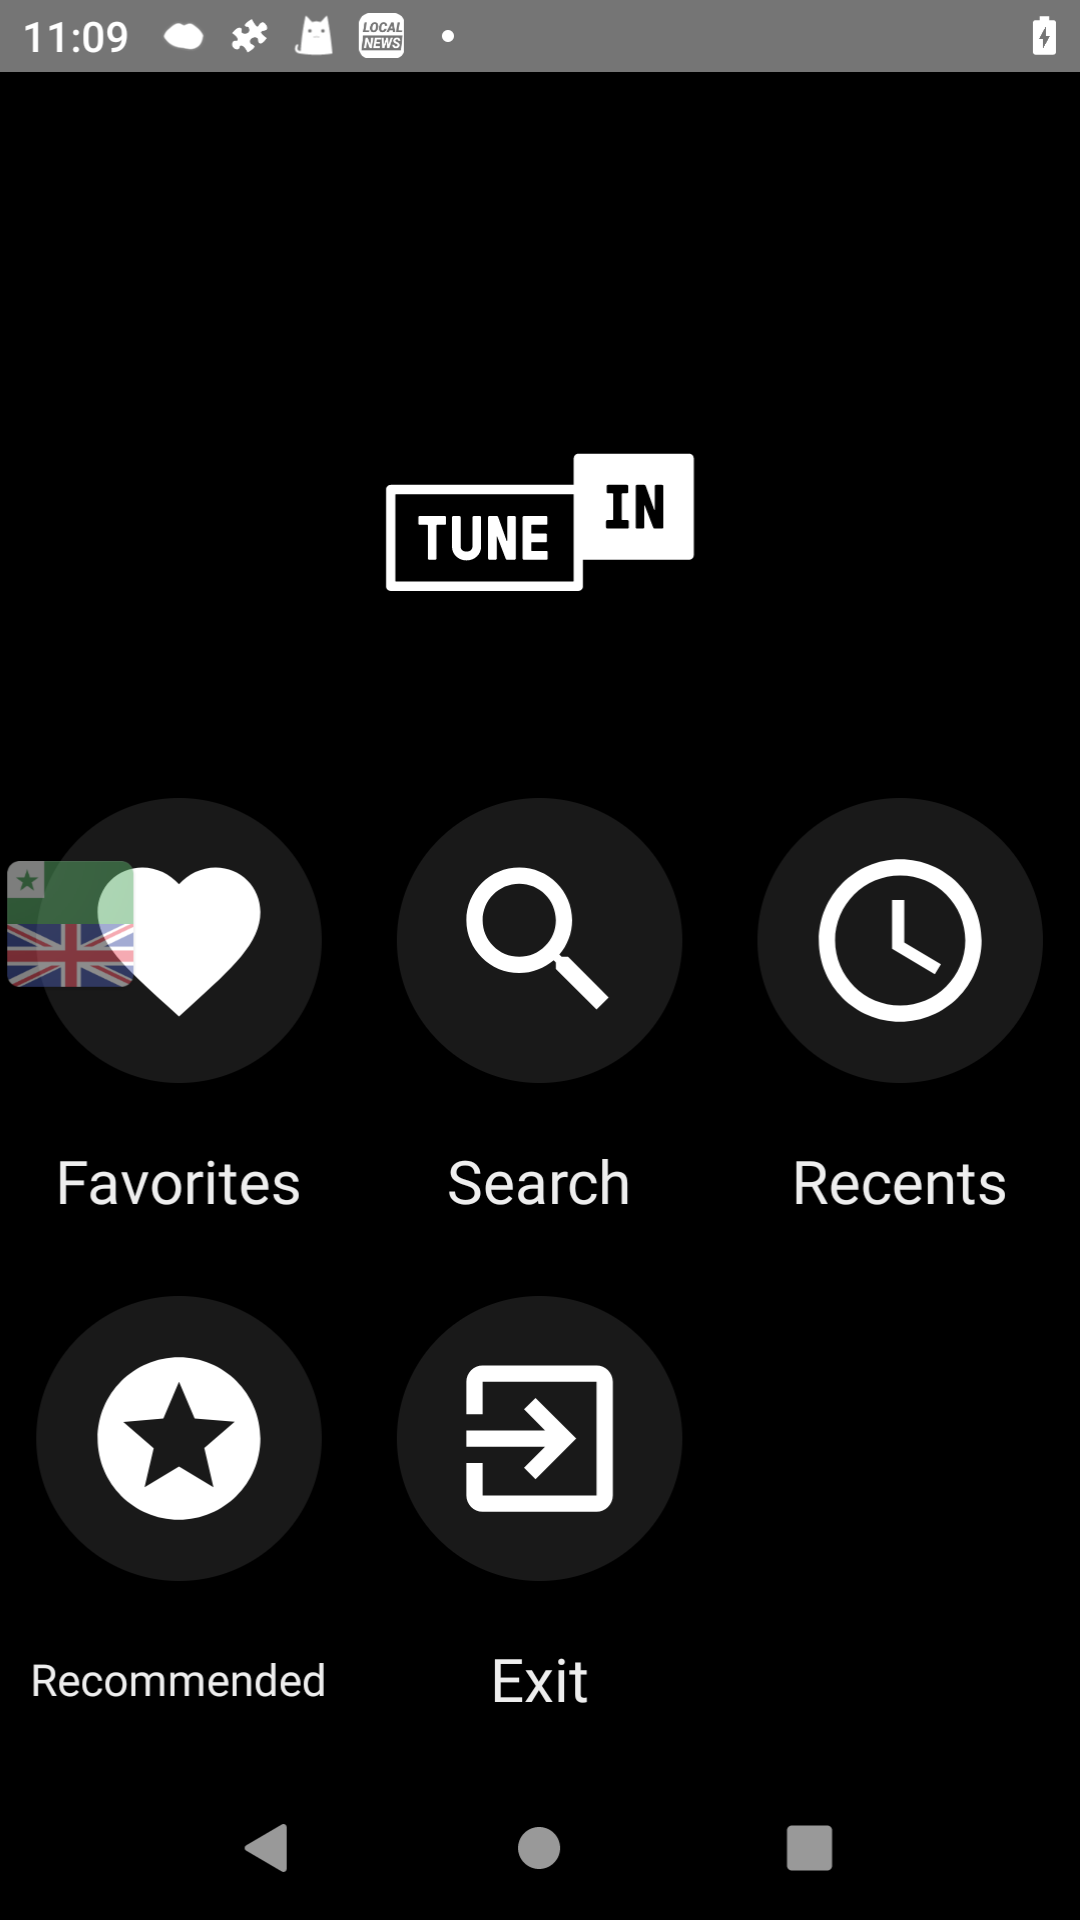 11:09
LOCAL
NEWS
TUNE IN
Favorites
Search
Recents
Recommended
Exit